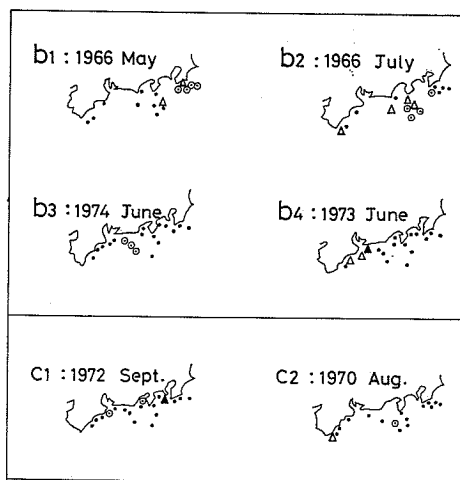 b1 : 1966 May
b2 : 1966 July
b3 : 1974 June
b4 : 1973 June
C1 : 1972 Sept.
C2 : 1970 Aug.